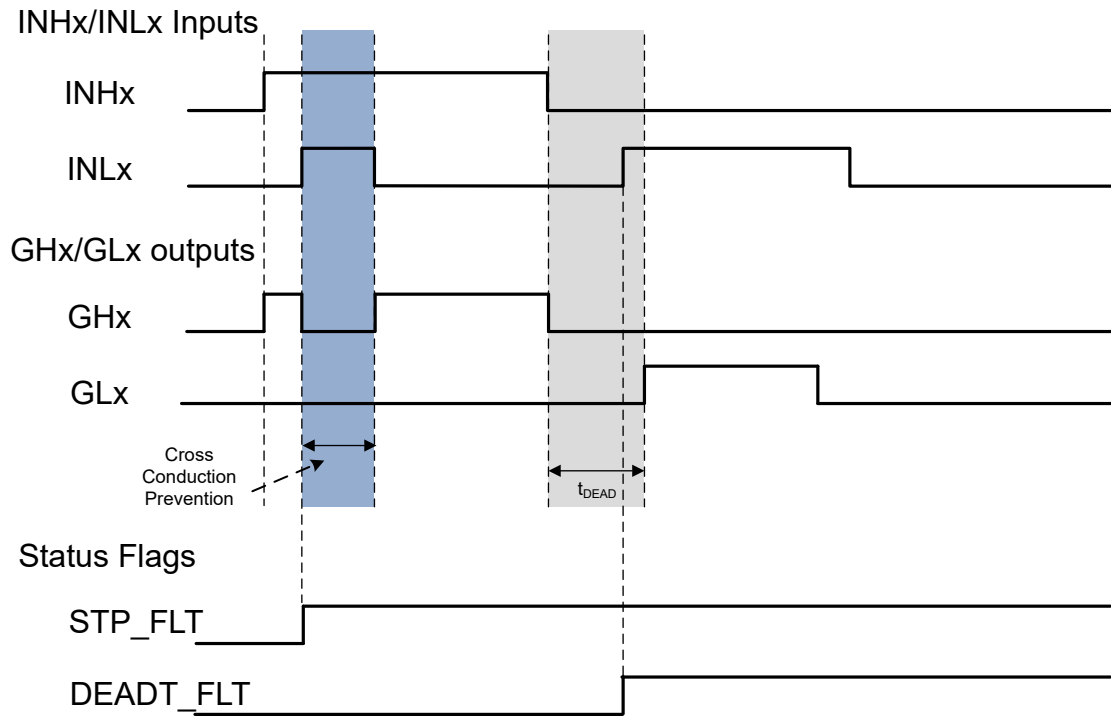 INHx/INLx Inputs
INHx
INLx
GHx/GLx outputs
GHx
GLx
Cross
Conduction
Prevention
tDEAD
Status Flags
STP_FLT
DEADT_FLT